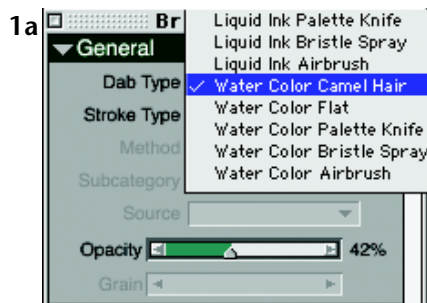 1a
Br
General
Dab Type
Stroke Type
Method
Subcategory
Source
Opacity 42%
Grain
Liquid Ink Palette Knife
Liquid Ink Bristle Spray
Liquid Ink Airbrush
✓ Water Color Camel Hair
Water Color Flat
Water Color Palette Knife
Water Color Bristle Spray
Water Color Airbrush